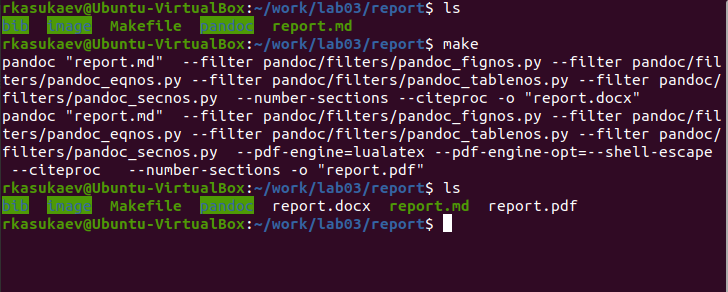 rkasukaev@Ubuntu-VirtualBox:~/work/lab03/report$ ls
bib  image  Makefile  pandoc  report.md
rkasukaev@Ubuntu-VirtualBox:~/work/lab03/report$ make
pandoc "report.md"  --filter pandoc/filters/pandoc_fignos.py --filter pandoc/fil
ters/pandoc_eqnos.py --filter pandoc/filters/pandoc_tablenos.py --filter pandoc/
filters/pandoc_secnos.py  --number-sections --citeproc -o "report.docx"
pandoc "report.md"  --filter pandoc/filters/pandoc_fignos.py --filter pandoc/fil
ters/pandoc_eqnos.py --filter pandoc/filters/pandoc_tablenos.py --filter pandoc/
filters/pandoc_secnos.py  --pdf-engine=lualatex --pdf-engine-opt=--shell-escape
 --citeproc   --number-sections -o "report.pdf"
rkasukaev@Ubuntu-VirtualBox:~/work/lab03/report$ ls
bib  image  Makefile  pandoc  report.docx  report.md  report.pdf
rkasukaev@Ubuntu-VirtualBox:~/work/lab03/report$